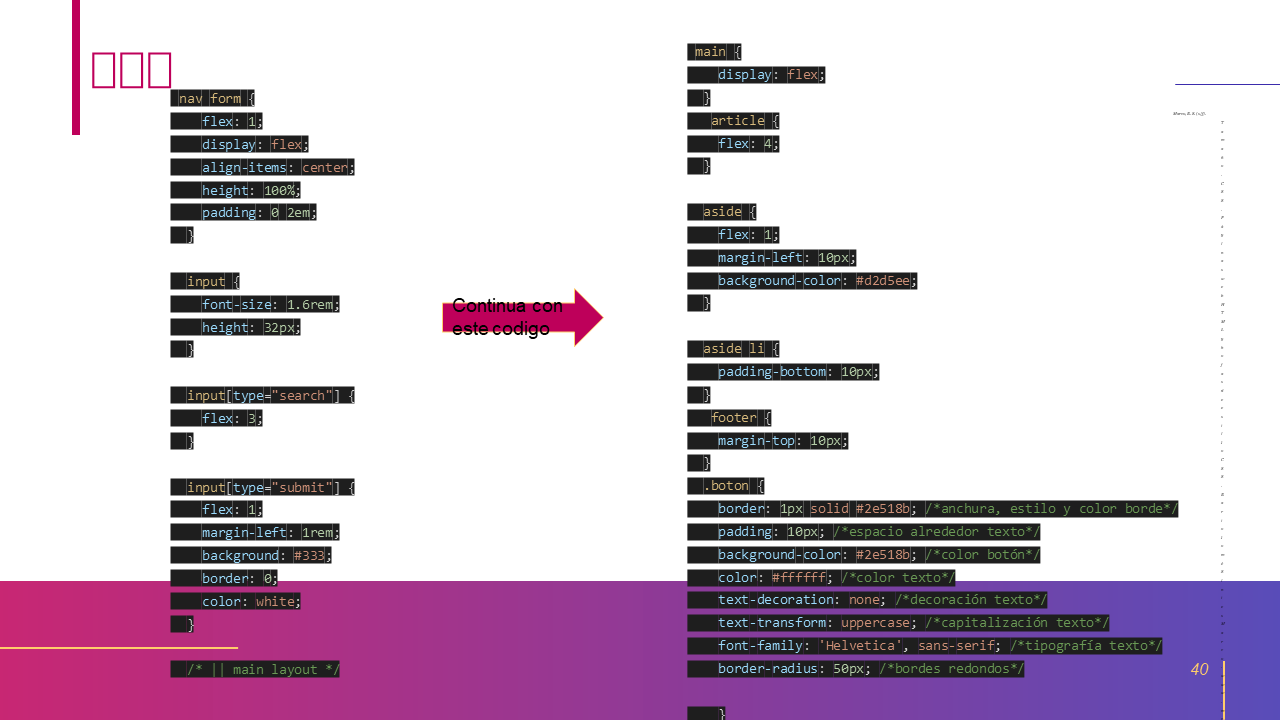 nav form {
flex: 1;
display: flex;
align-items: center;
height: 100%;
padding: 0 2em;
}
input {
font-size: 1.6rem;
height: 32px;
}
input[type="search"] {
flex: 3;
}
input[type="submit"] {
flex: 1;
margin-left: 1rem;
background: #333;
border: 0;
color: white;
}
/* || main layout */
Continua con
este codigo
main {
display: flex;
}
article {
flex: 4;
}
aside {
flex: 1;
margin-left: 10px;
background-color: #d2d5ee;
}
aside li {
padding-bottom: 10px;
}
footer {
margin-top: 10px;
}
.boton {
border: 1px solid #2e518b; /*anchura, estilo y color borde*/
padding: 10px; /*espacio alrededor texto*/
background-color: #2e518b; /*color botón*/
color: #ffffff; /*color texto*/
text-decoration: none; /*decoración texto*/
text-transform: uppercase; /*capitalización texto*/
font-family: 'Helvetica', sans-serif; /*tipografía texto*/
border-radius: 50px; /*bordes redondos*/
}
40